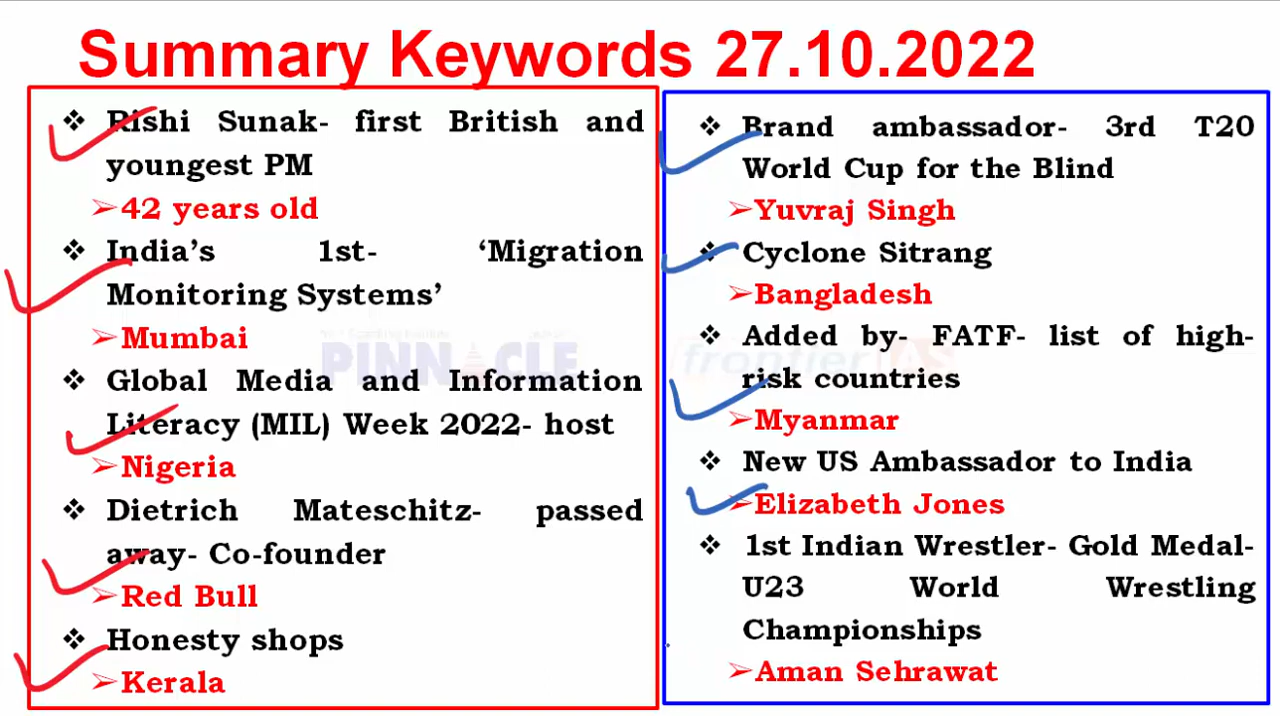 Summary Keywords 27.10.2022
❖ Rishi Sunak- first British and
youngest PM
➢42 years old
❖ India's 1st- 'Migration
Monitoring Systems'
➢Mumbai
❖ Global Media and Information
Literacy (MIL) Week 2022- host
➢Nigeria
❖ Dietrich Mateschitz- passed
away- Co-founder
➢Red Bull
❖ Honesty shops
➢Kerala
❖ Brand ambassador- 3rd T20
World Cup for the Blind
➢Yuvraj Singh
❖ Cyclone Sitrang
➢Bangladesh
❖ Added by- FATF- list of high-
risk countries
➢Myanmar
❖ New US Ambassador to India
➢Elizabeth Jones
❖ 1st Indian Wrestler- Gold Medal-
U23 World Wrestling
Championships
➢Aman Sehrawat
PINNACLE
frontier IAS